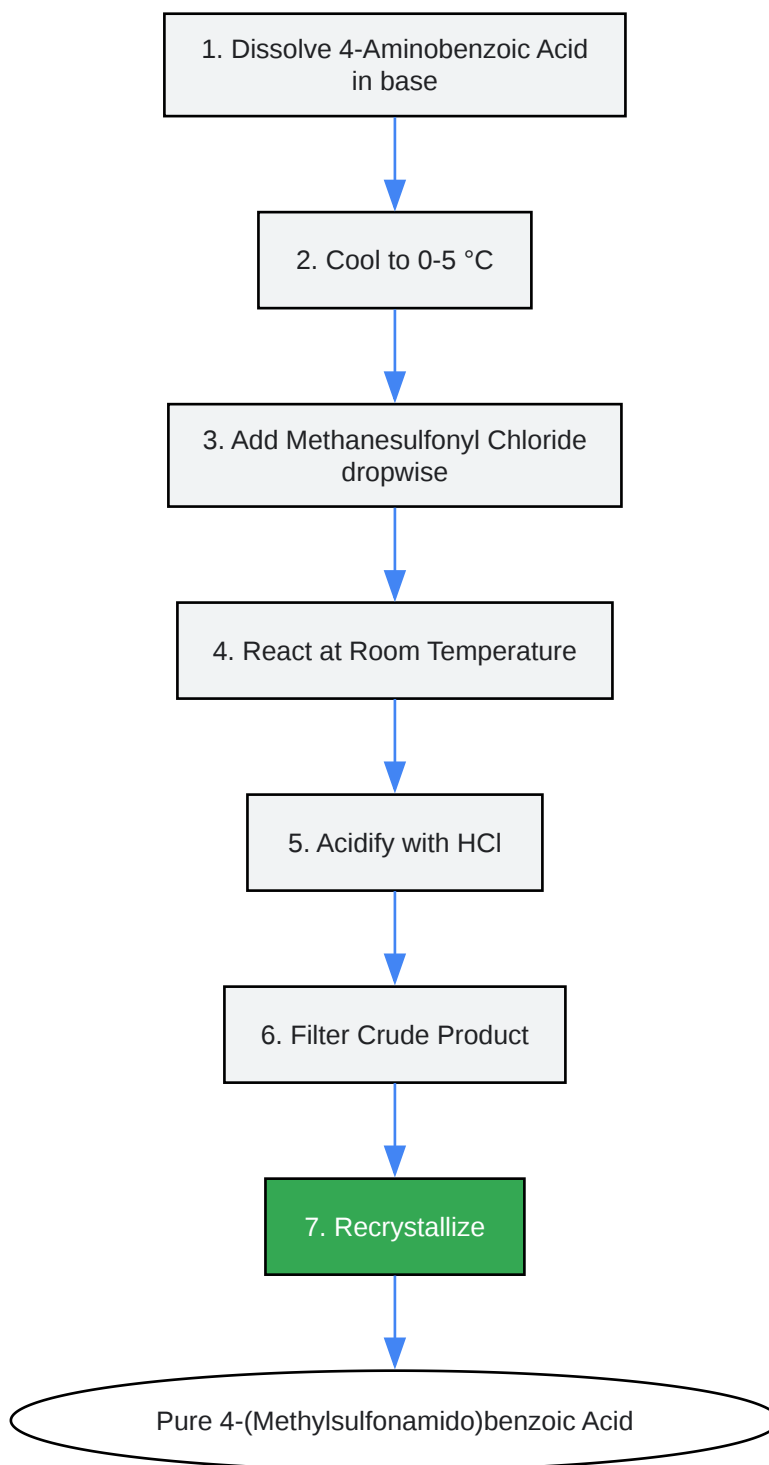 1. Dissolve 4-Aminobenzoic Acid
in base
2. Cool to 0-5 °C
3. Add Methanesulfonyl Chloride
dropwise
4. React at Room Temperature
5. Acidify with HCl
6. Filter Crude Product
7. Recrystallize
Pure 4-(Methylsulfonamido)benzoic Acid